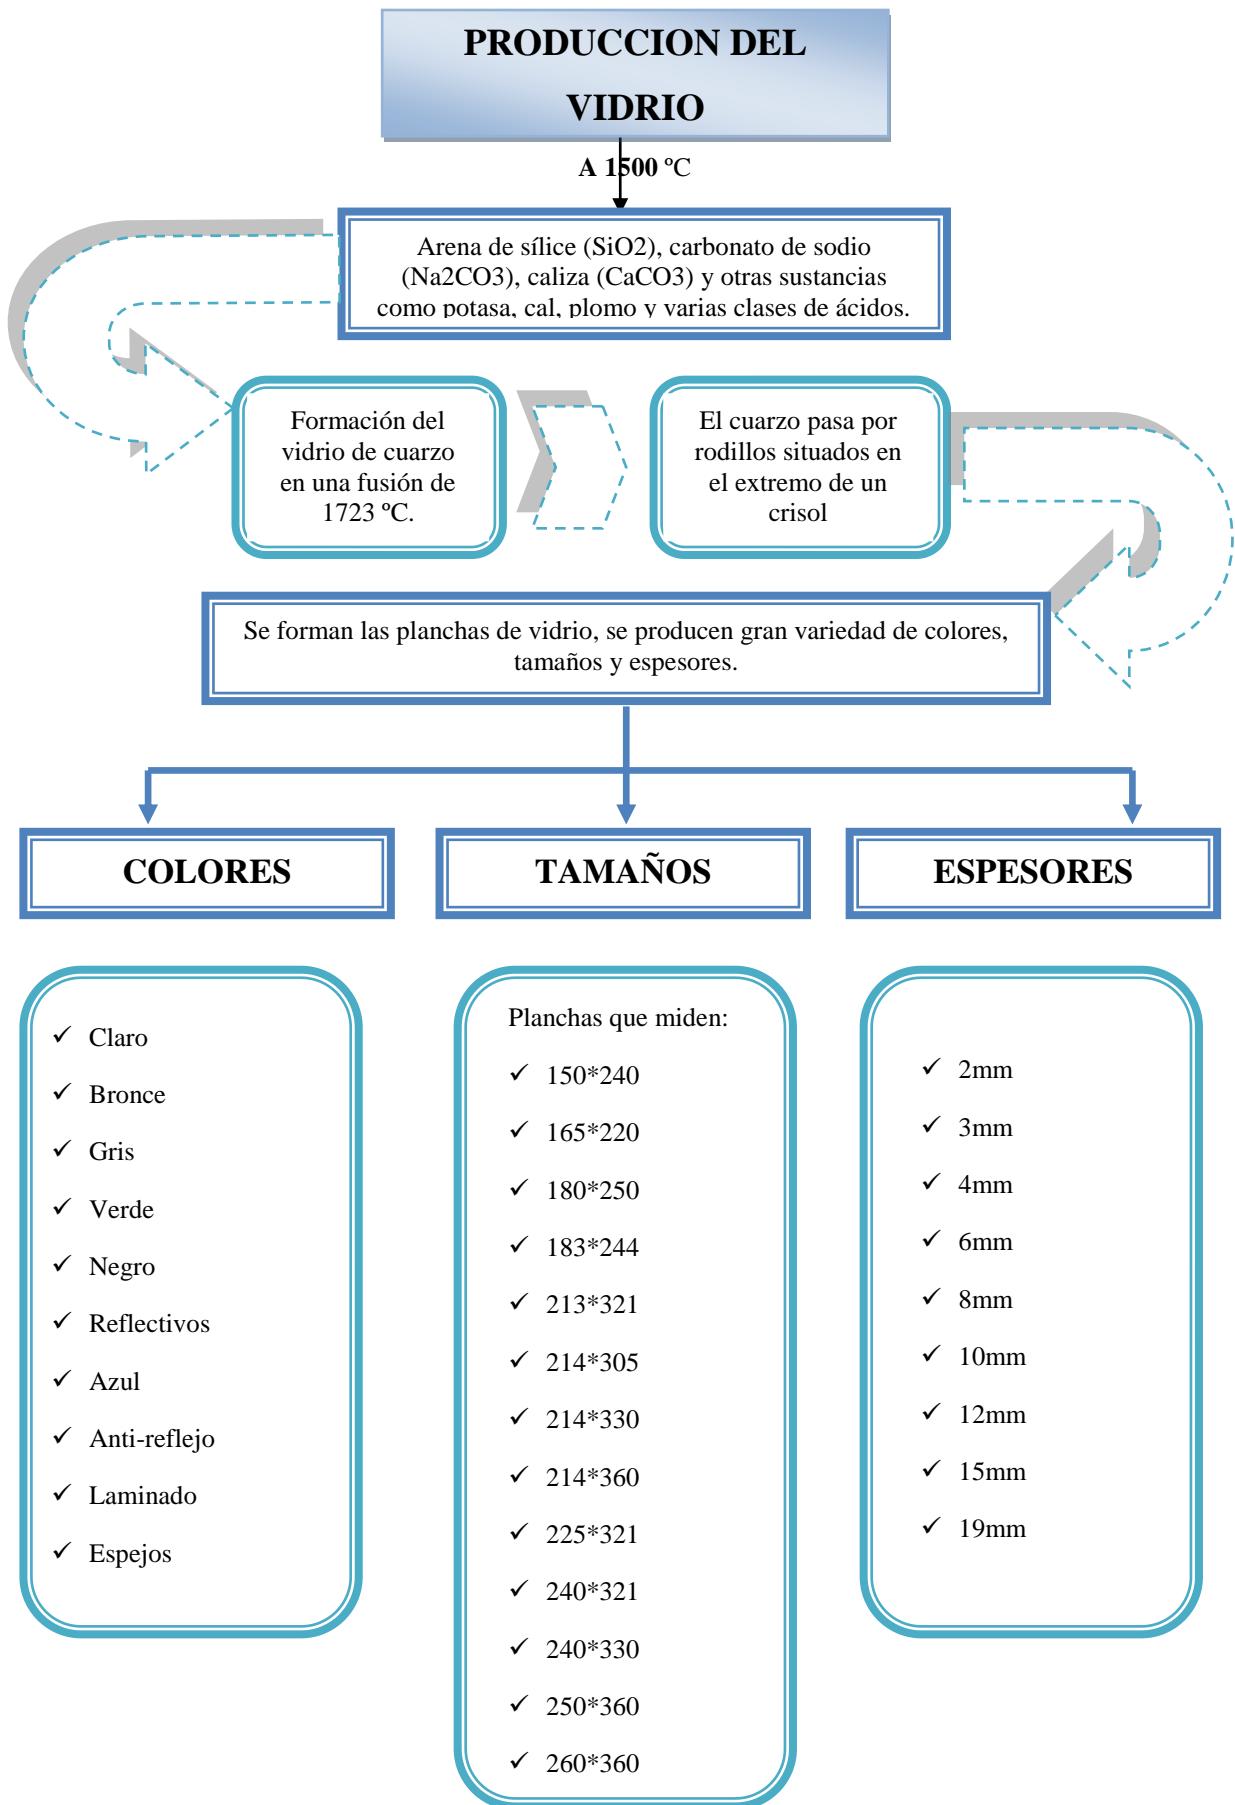 PRODUCCION DEL
VIDRIO
A 1500 ºC
Arena de sílice (SiO2), carbonato de sodio
(Na2CO3), caliza (CaCO3) y otras sustancias
como potasa, cal, plomo y varias clases de ácidos.
Formación del
vidrio de cuarzo
en una fusión de
1723 ºC.
El cuarzo pasa por
rodillos situados en
el extremo de un
crisol
Se forman las planchas de vidrio, se producen gran variedad de colores,
tamaños y espesores.
COLORES
TAMAÑOS
ESPESORES
✓ Claro
✓ Bronce
✓ Gris
✓ Verde
✓ Negro
✓ Reflectivos
✓ Azul
✓ Anti-reflejo
✓ Laminado
✓ Espejos
Planchas que miden:
✓ 150*240
✓ 165*220
✓ 180*250
✓ 183*244
✓ 213*321
✓ 214*305
✓ 214*330
✓ 214*360
✓ 225*321
✓ 240*321
✓ 240*330
✓ 250*360
✓ 260*360
✓ 2mm
✓ 3mm
✓ 4mm
✓ 6mm
✓ 8mm
✓ 10mm
✓ 12mm
✓ 15mm
✓ 19mm